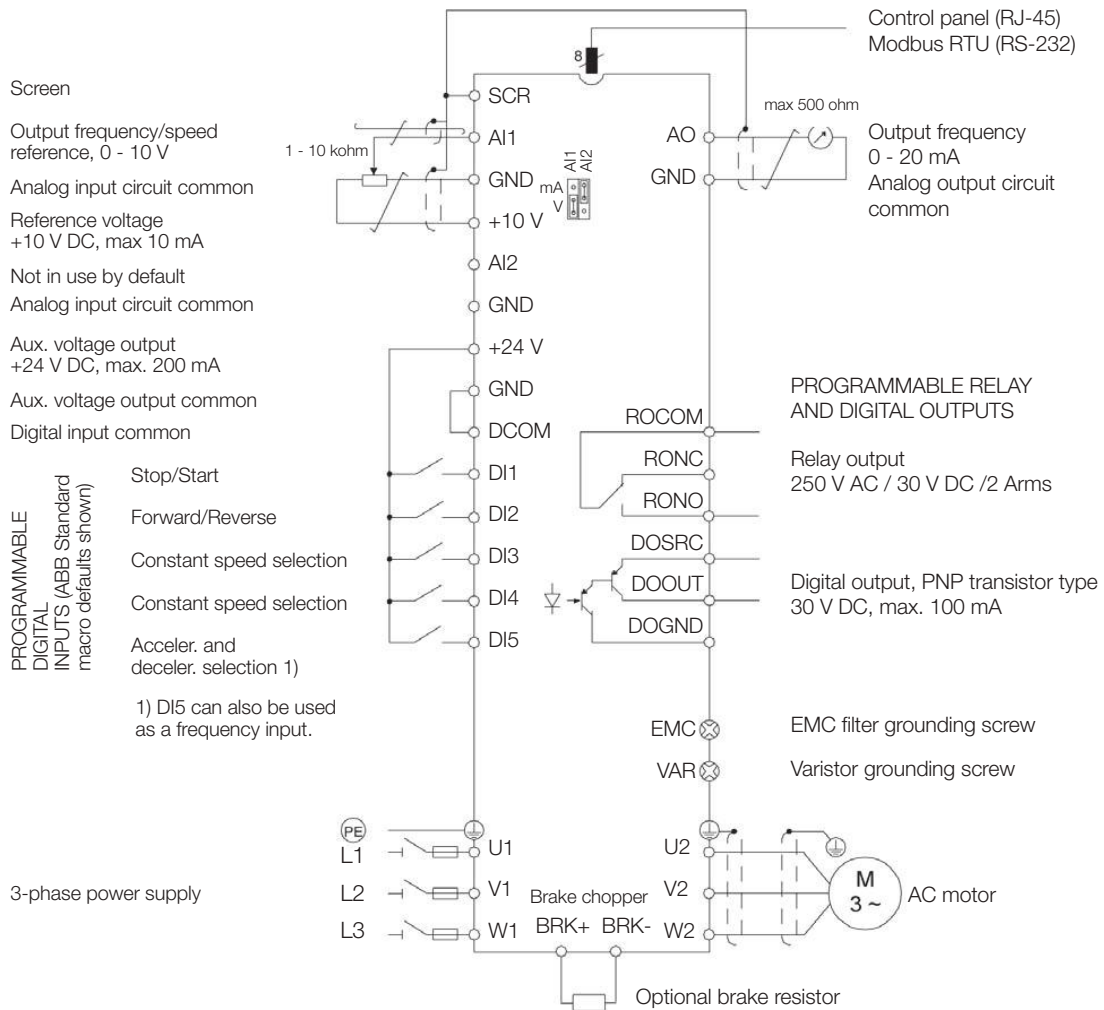 Control panel (RJ-45)
Modbus RTU (RS-232)
8
Screen
SCR
max 500 ohm
Output frequency/speed
reference, 0 - 10 V
1 - 10 kohm
AI1
AI1
AI2
AO
Output frequency
0 - 20 mA
Analog input circuit common
GND
mA
V
GND
Analog output circuit
common
Reference voltage
+10 V DC, max 10 mA
+10 V
Not in use by default
AI2
Analog input circuit common
GND
Aux. voltage output
+24 V DC, max. 200 mA
+24 V
Aux. voltage output common
GND
Digital input common
DCOM
PROGRAMMABLE RELAY
AND DIGITAL OUTPUTS
ROCOM
RONC
RONO
Relay output
250 V AC / 30 V DC /2 Arms
PROGRAMMABLE
DIGITAL
INPUTS (ABB Standard
macro defaults shown)
Stop/Start
DI1
Forward/Reverse
DI2
Constant speed selection
DI3
Constant speed selection
DI4
Acceler. and
deceler. selection 1)
DI5
1) DI5 can also be used
as a frequency input.
DOSRC
DOOUT
DOGND
Digital output, PNP transistor type
30 V DC, max. 100 mA
EMC
EMC filter grounding screw
VAR
Varistor grounding screw
PE
3-phase power supply
L1
U1
L2
V1
L3
W1
Brake chopper
BRK+ BRK-
U2
V2
W2
M
3 ~
AC motor
Optional brake resistor